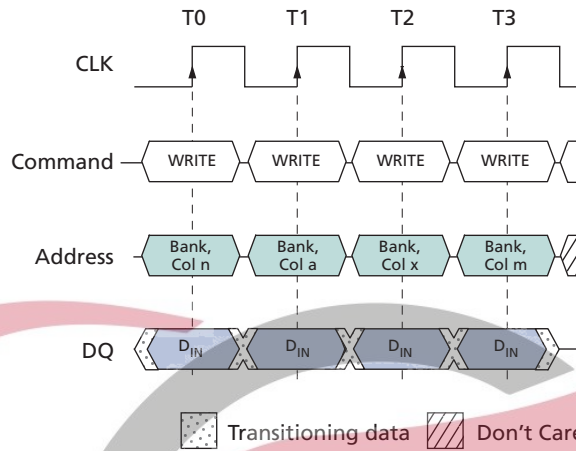 T0 T1 T2 T3
CLK
Command WRITE WRITE WRITE WRITE
Address Bank, Col n Bank, Col a Bank, Col x Bank, Col m
DQ DIN DIN DIN DIN
Transitioning data Don't Care